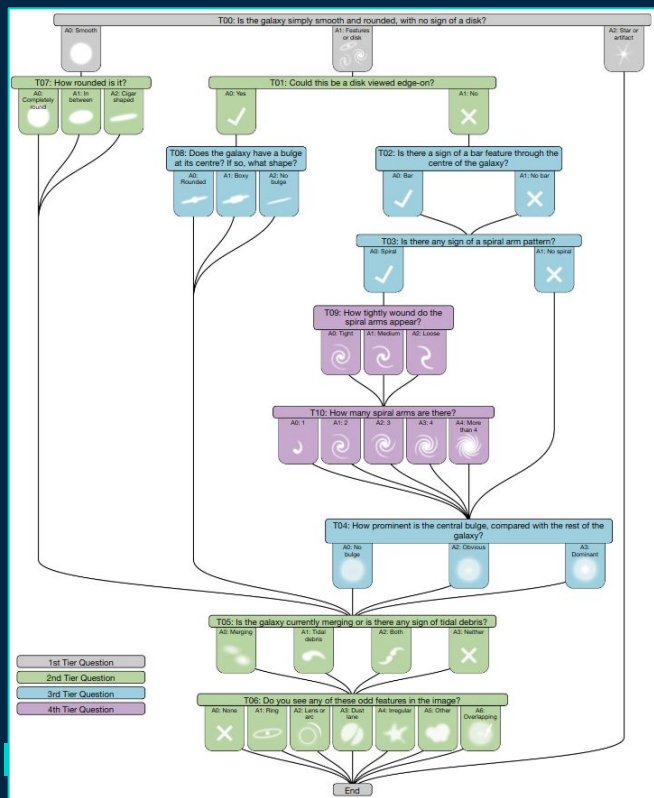 T00: Is the galaxy simply smooth and rounded, with no sign of a disk?
A0: Smooth
A1: Features
or disk
A2: Star or
artifact
T07: How rounded is it?
A0:
Completely
round
A1: In
between
A2: Cigar
shaped
T01: Could this be a disk viewed edge-on?
A0: Yes
A1: No
T08: Does the galaxy have a bulge
at its centre? If so, what shape?
A0:
Rounded
A1: Boxy
A2: No
bulge
T02: Is there a sign of a bar feature through the
centre of the galaxy?
A0: Bar
A1: No bar
T03: Is there any sign of a spiral arm pattern?
A0: Spiral
A1: No spiral
T09: How tightly wound do the
spiral arms appear?
A0: Tight
A1: Medium
A2: Loose
T10: How many spiral arms are there?
A0: 1
A1: 2
A2: 3
A3: 4
A4: More
than 4
T04: How prominent is the central bulge, compared with the rest of the
galaxy?
A0: No
bulge
A2: Obvious
A3:
Dominant
T05: Is the galaxy currently merging or is there any sign of tidal debris?
A0: Merging
A1: Tidal
debris
A2: Both
A3: Neither
T06: Do you see any of these odd features in the image?
A0: None
A1: Ring
A2: Lens or
arc
A3: Dust
lane
A4: Irregular
A5: Other
A6:
Overlapping
End
1st Tier Question
2nd Tier Question
3rd Tier Question
4th Tier Question